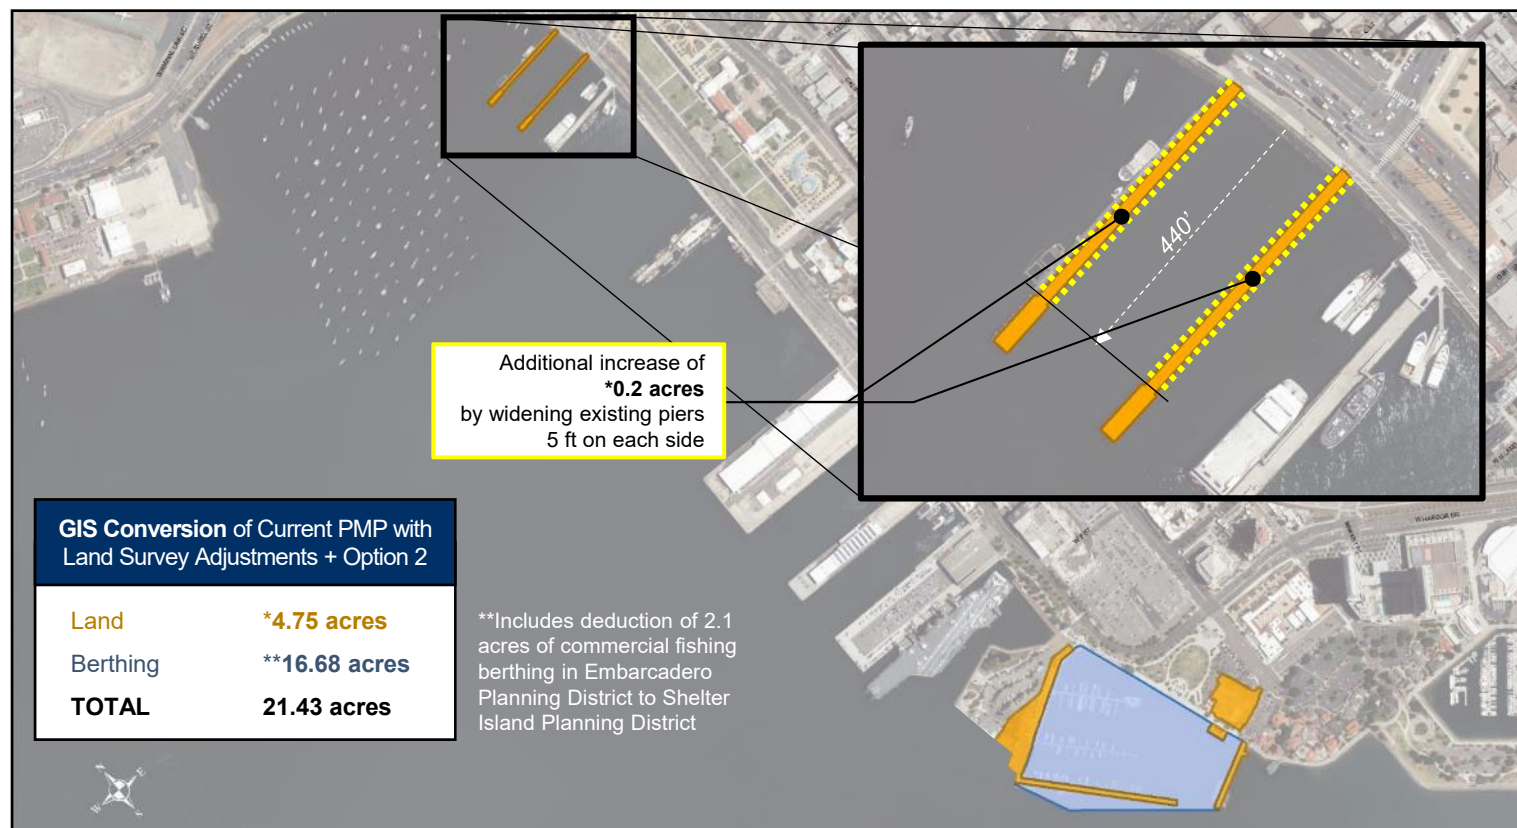 440'
Additional increase of
*0.2 acres
by widening existing piers
5 ft on each side
GIS Conversion of Current PMP with
Land Survey Adjustments + Option 2
Land *4.75 acres
Berthing **16.68 acres
TOTAL 21.43 acres
**Includes deduction of 2.1
acres of commercial fishing
berthing in Embarcadero
Planning District to Shelter
Island Planning District
W HARBOR DR
N
E
W
S